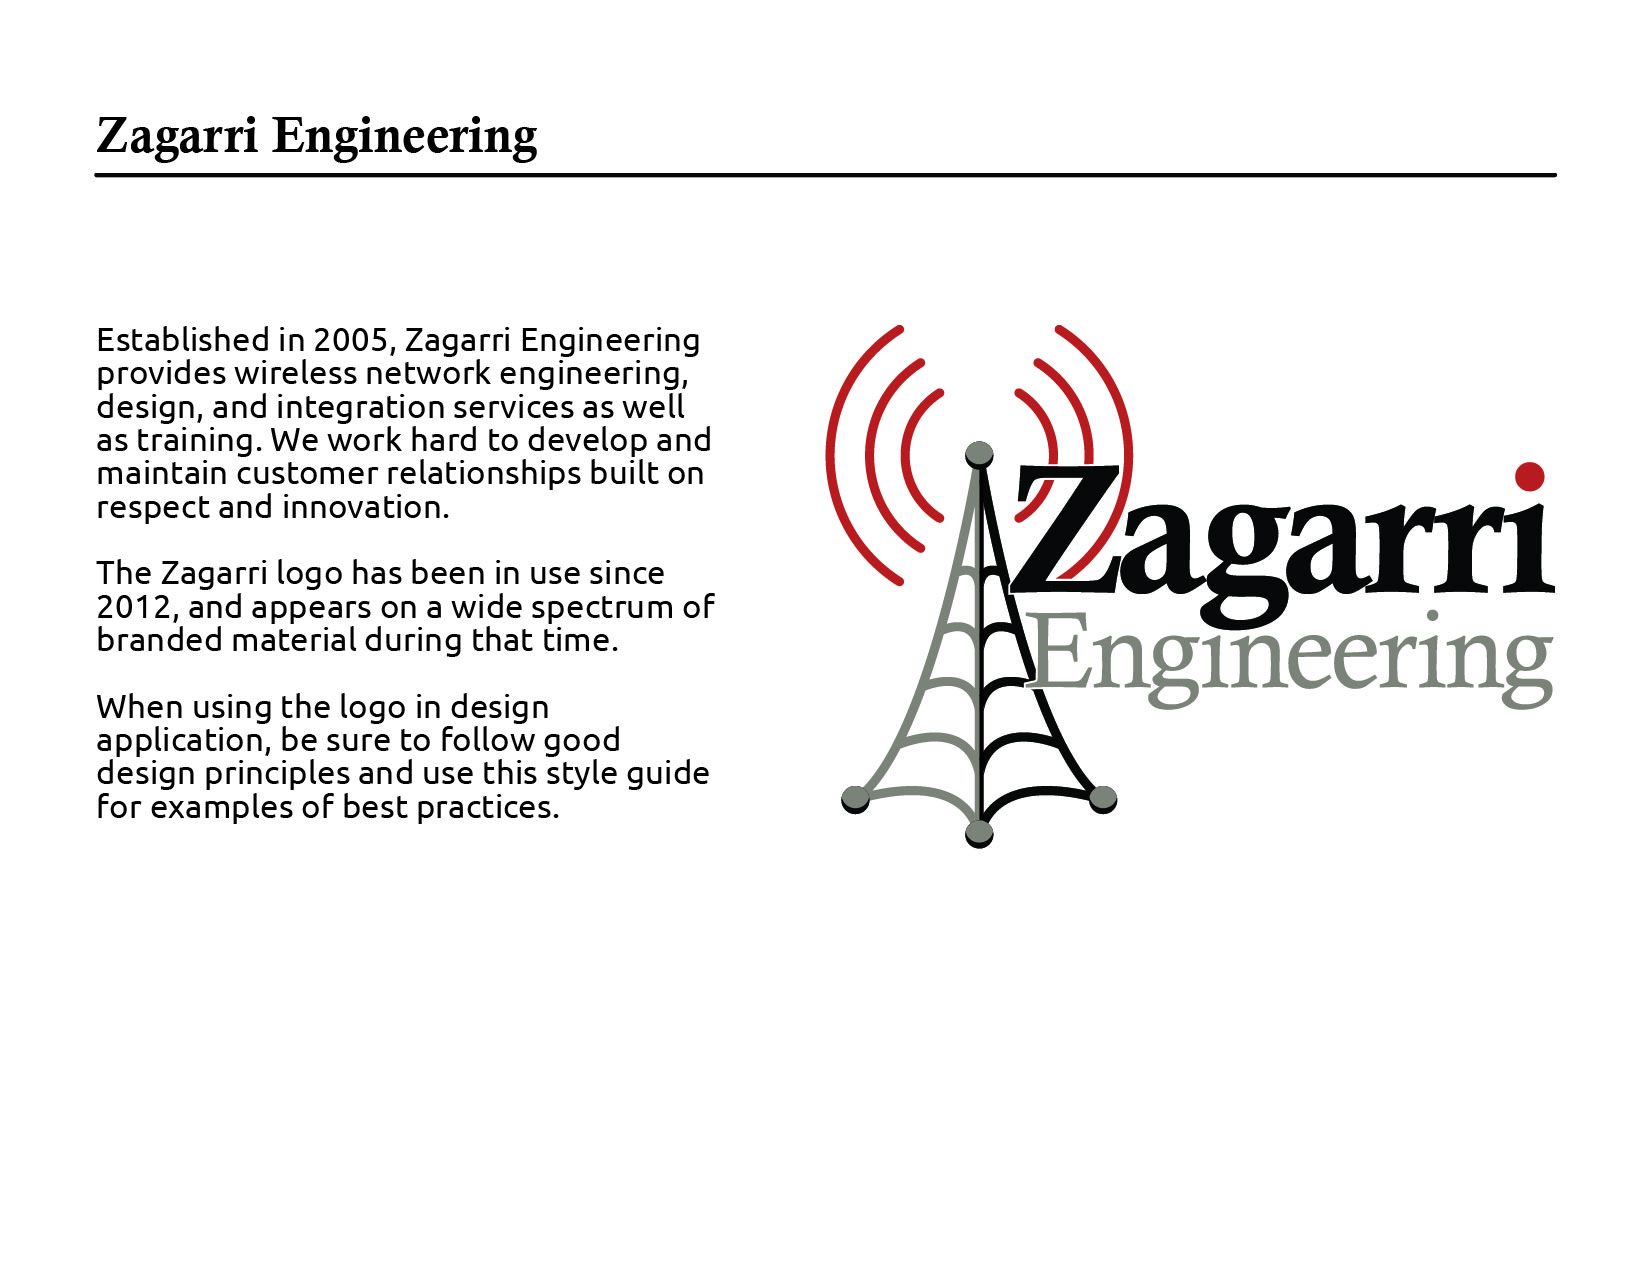 Zagarri Engineering
Established in 2005, Zagarri Engineering
provides wireless network engineering,
design, and integration services as well
as training. We work hard to develop and
maintain customer relationships built on
respect and innovation.
The Zagarri logo has been in use since
2012, and appears on a wide spectrum of
branded material during that time.
When using the logo in design
application, be sure to follow good
design principles and use this style guide
for examples of best practices.
Zagarri
Engineering